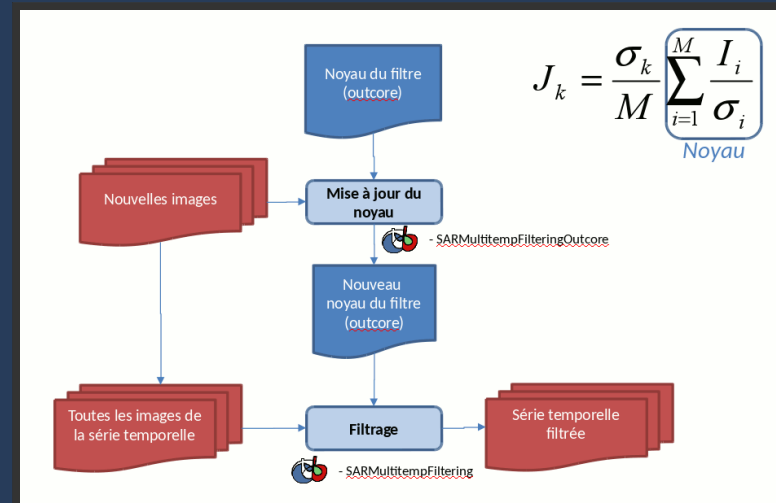 Noyau du filtre
(outcore)
J_k = σ_k / M ∑_{i=1}^{M} I_i / σ_i
Noyau
Nouvelles images
Mise à jour du
noyau
- SARMultitempFilteringOutcore
Nouveau
noyau du filtre
(outcore)
Toutes les images de
la série temporelle
Filtrage
Série temporelle
filtrée
- SARMultitempFiltering